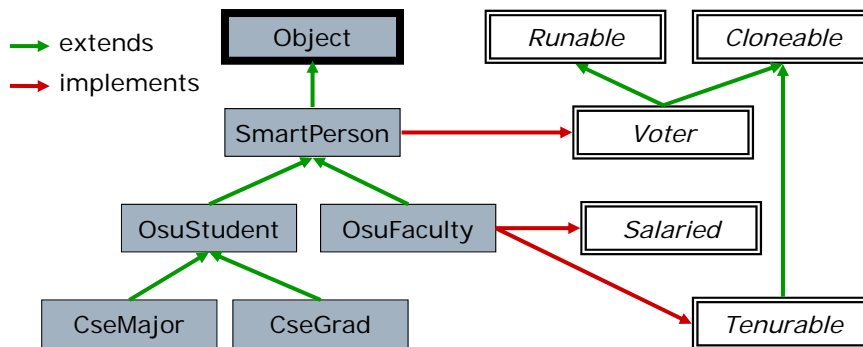 extends
implements
Object
Runable
Cloneable
SmartPerson
Voter
OsuStudent
OsuFaculty
Salaried
CseMajor
CseGrad
Tenurable